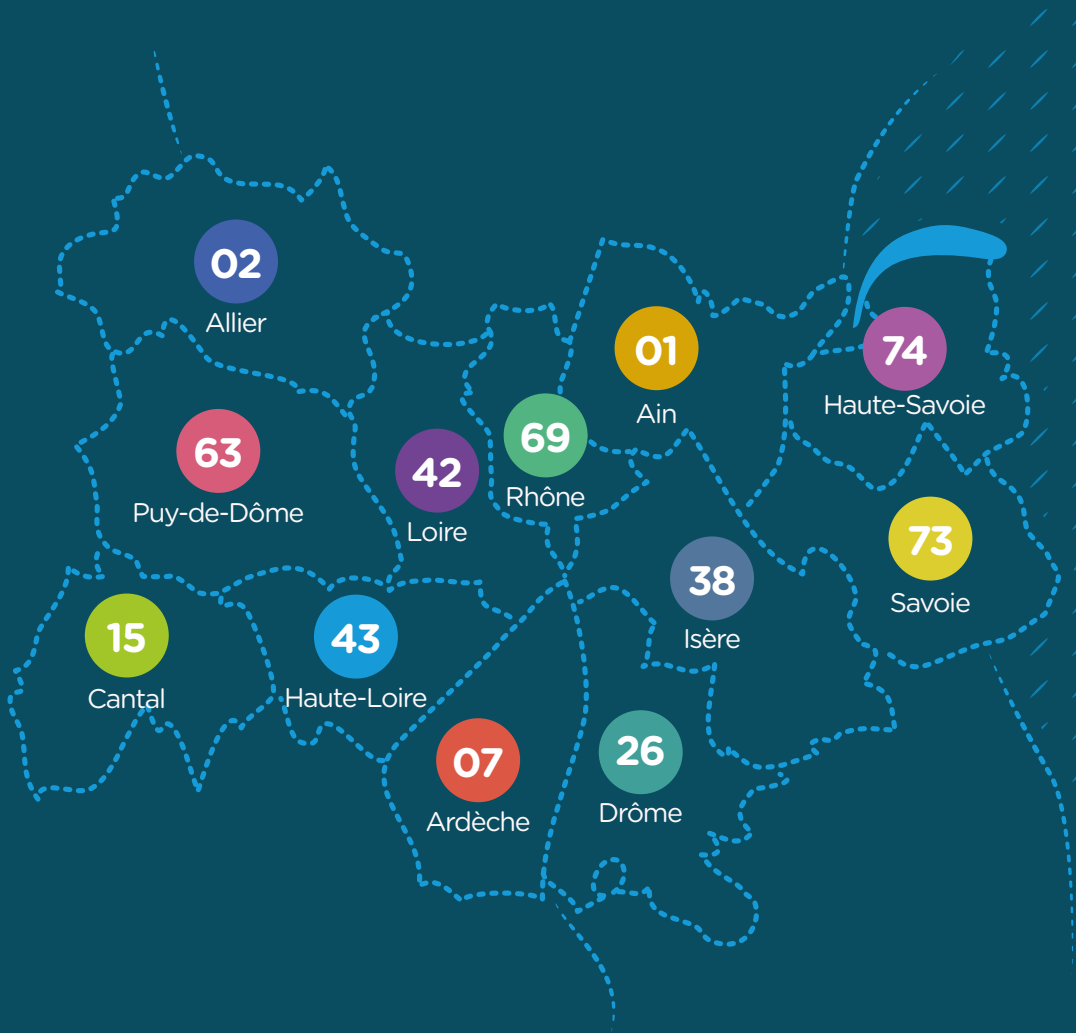 02
Allier
01
Ain
74
Haute-Savoie
63
Puy-de-Dôme
42
Loire
69
Rhône
73
Savoie
38
Isère
15
Cantal
43
Haute-Loire
07
Ardèche
26
Drôme